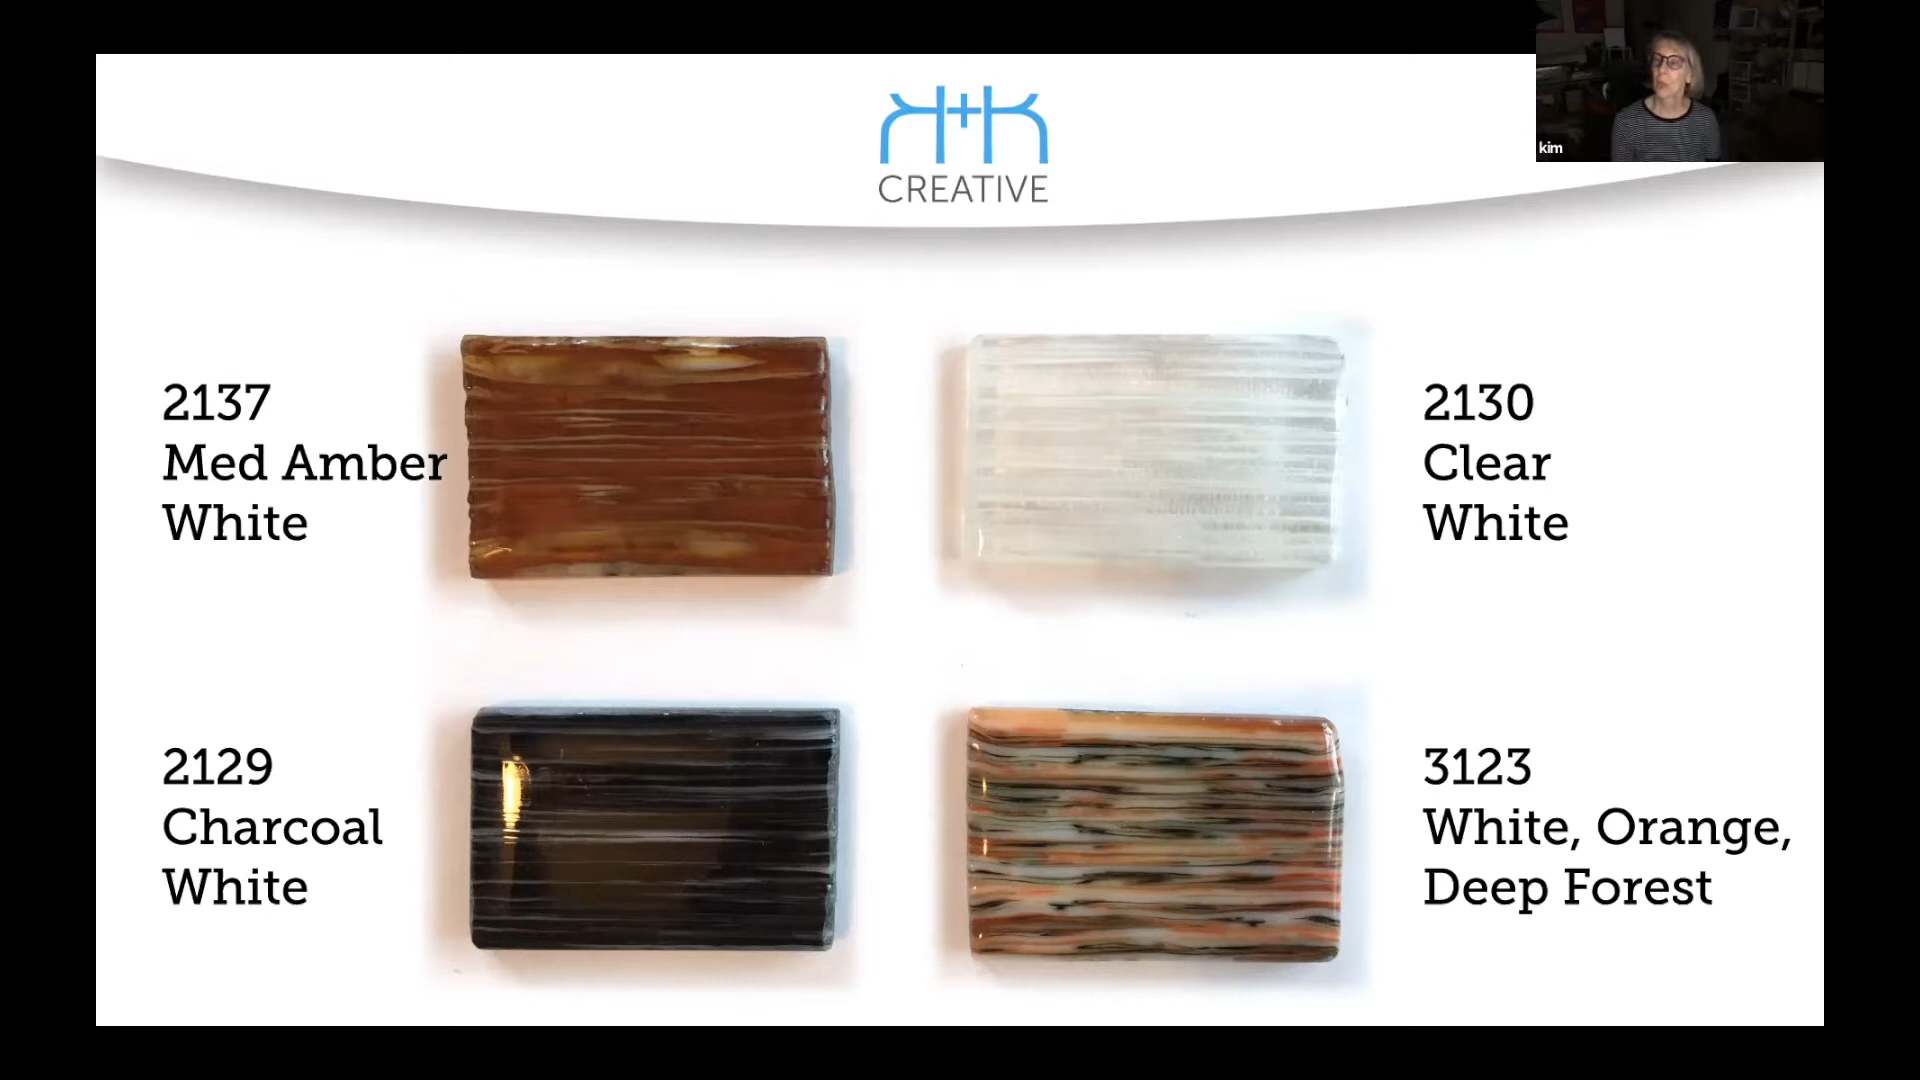 K+K
CREATIVE
kim
2137
Med Amber
White
2130
Clear
White
2129
Charcoal
White
3123
White, Orange,
Deep Forest